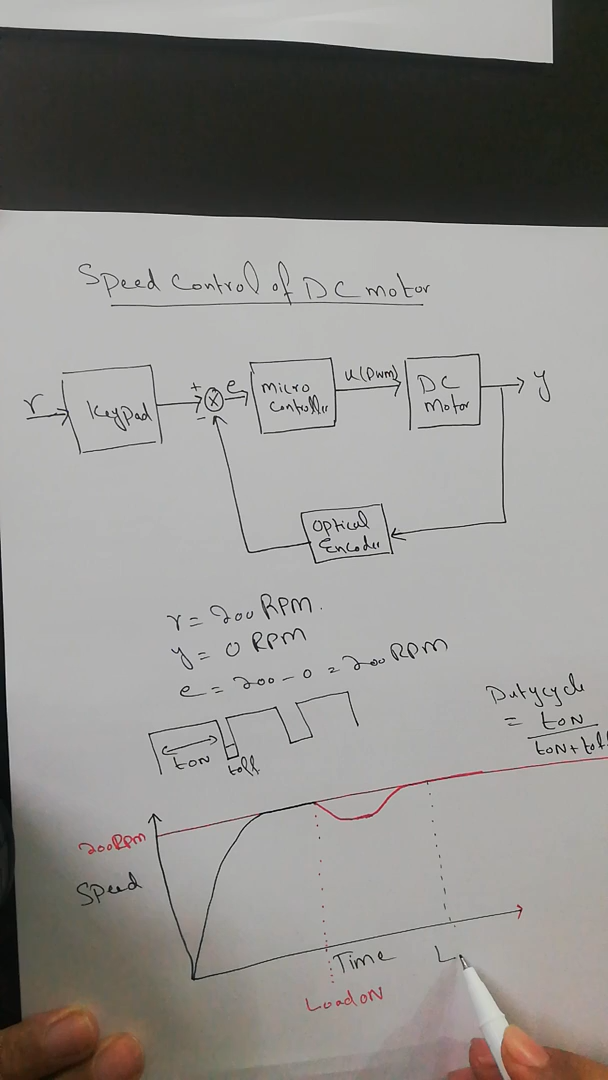 Speed Control of DC motor
r
Keypad
+
-
e
micro
controller
u(pwm)
DC
motor
y
optical
Encoder
r = 200 RPM.
y = 0 RPM
e = 200 - 0 = 200 RPM
tON
toff
Dutycycle
= tON
tON + toff
200RPM
Speed
Time
Load ON
L